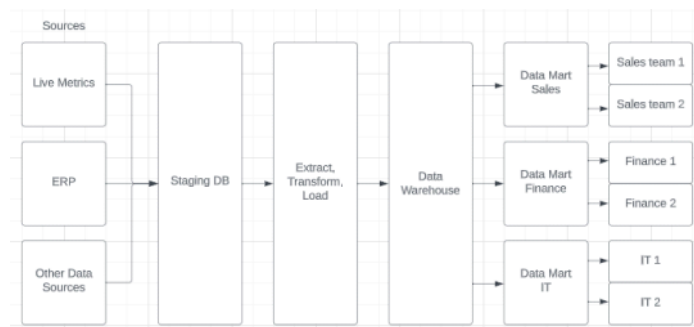 Sources
Live Metrics
ERP
Other Data
Sources
Staging DB
Extract,
Transform,
Load
Data
Warehouse
Data Mart
Sales
Sales team 1
Sales team 2
Data Mart
Finance
Finance 1
Finance 2
Data Mart
IT
IT 1
IT 2